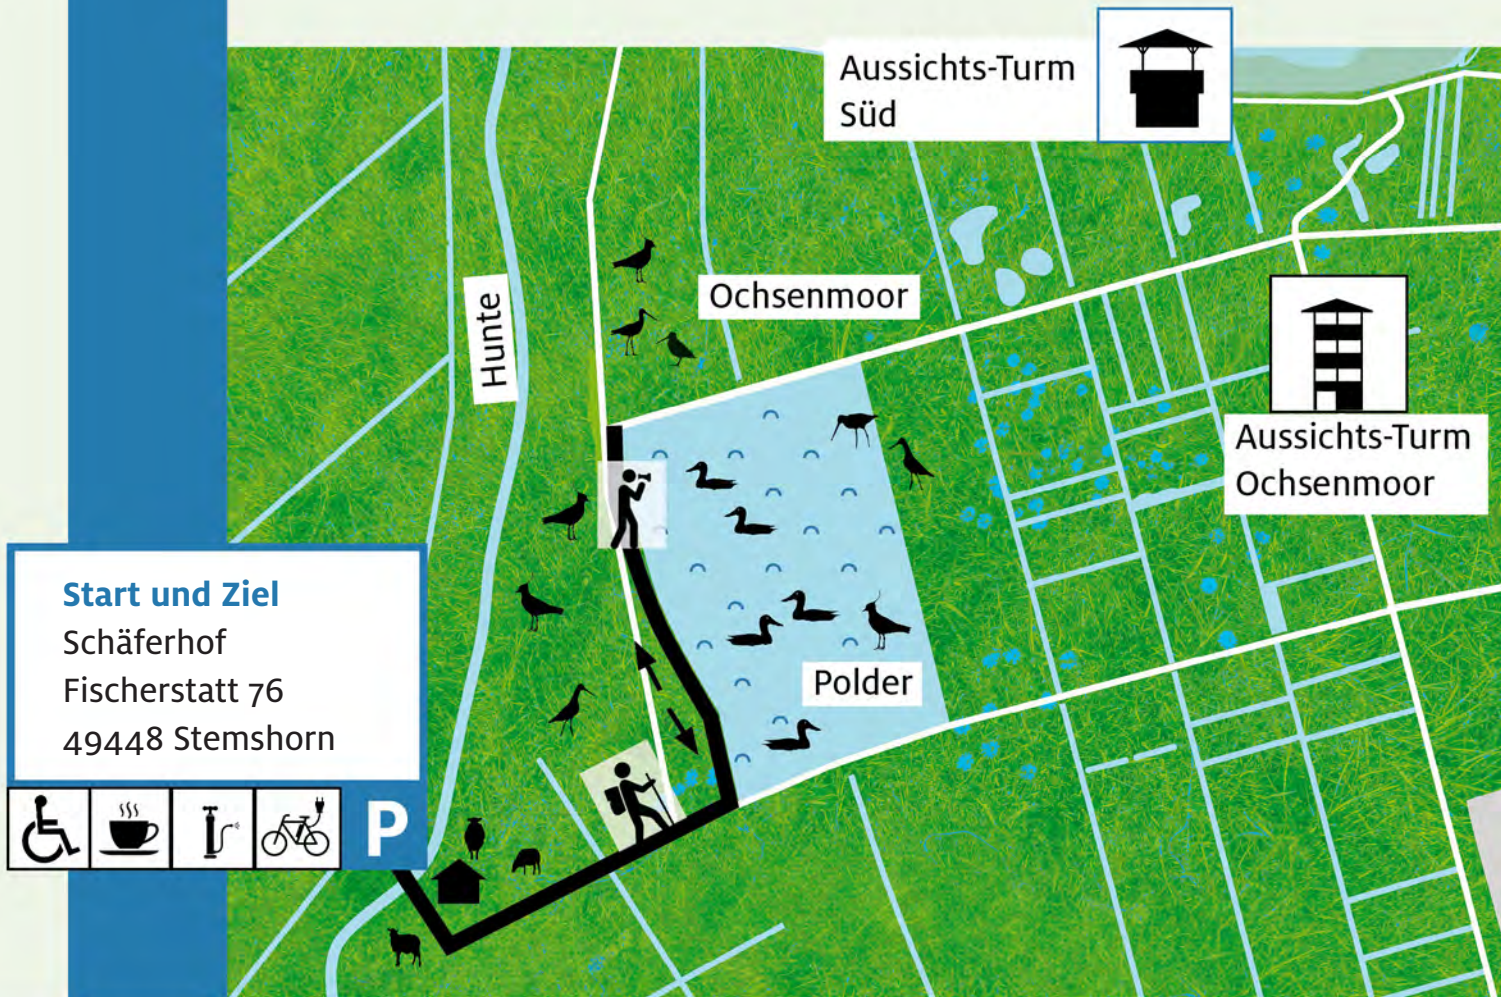 Aussichts-Turm
Süd
Ochsenmoor
Hunte
Aussichts-Turm
Ochsenmoor
Polder
Start und Ziel
Schäferhof
Fischerstatt 76
49448 Stemshorn
P